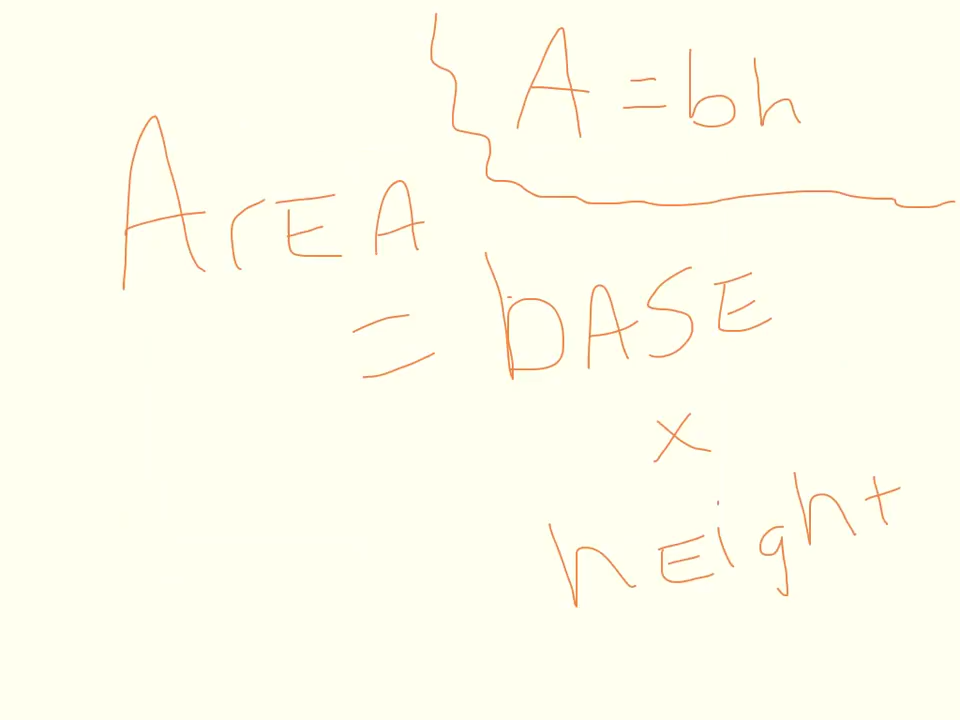 A = bh
ArEA
= bASE
x
hEight